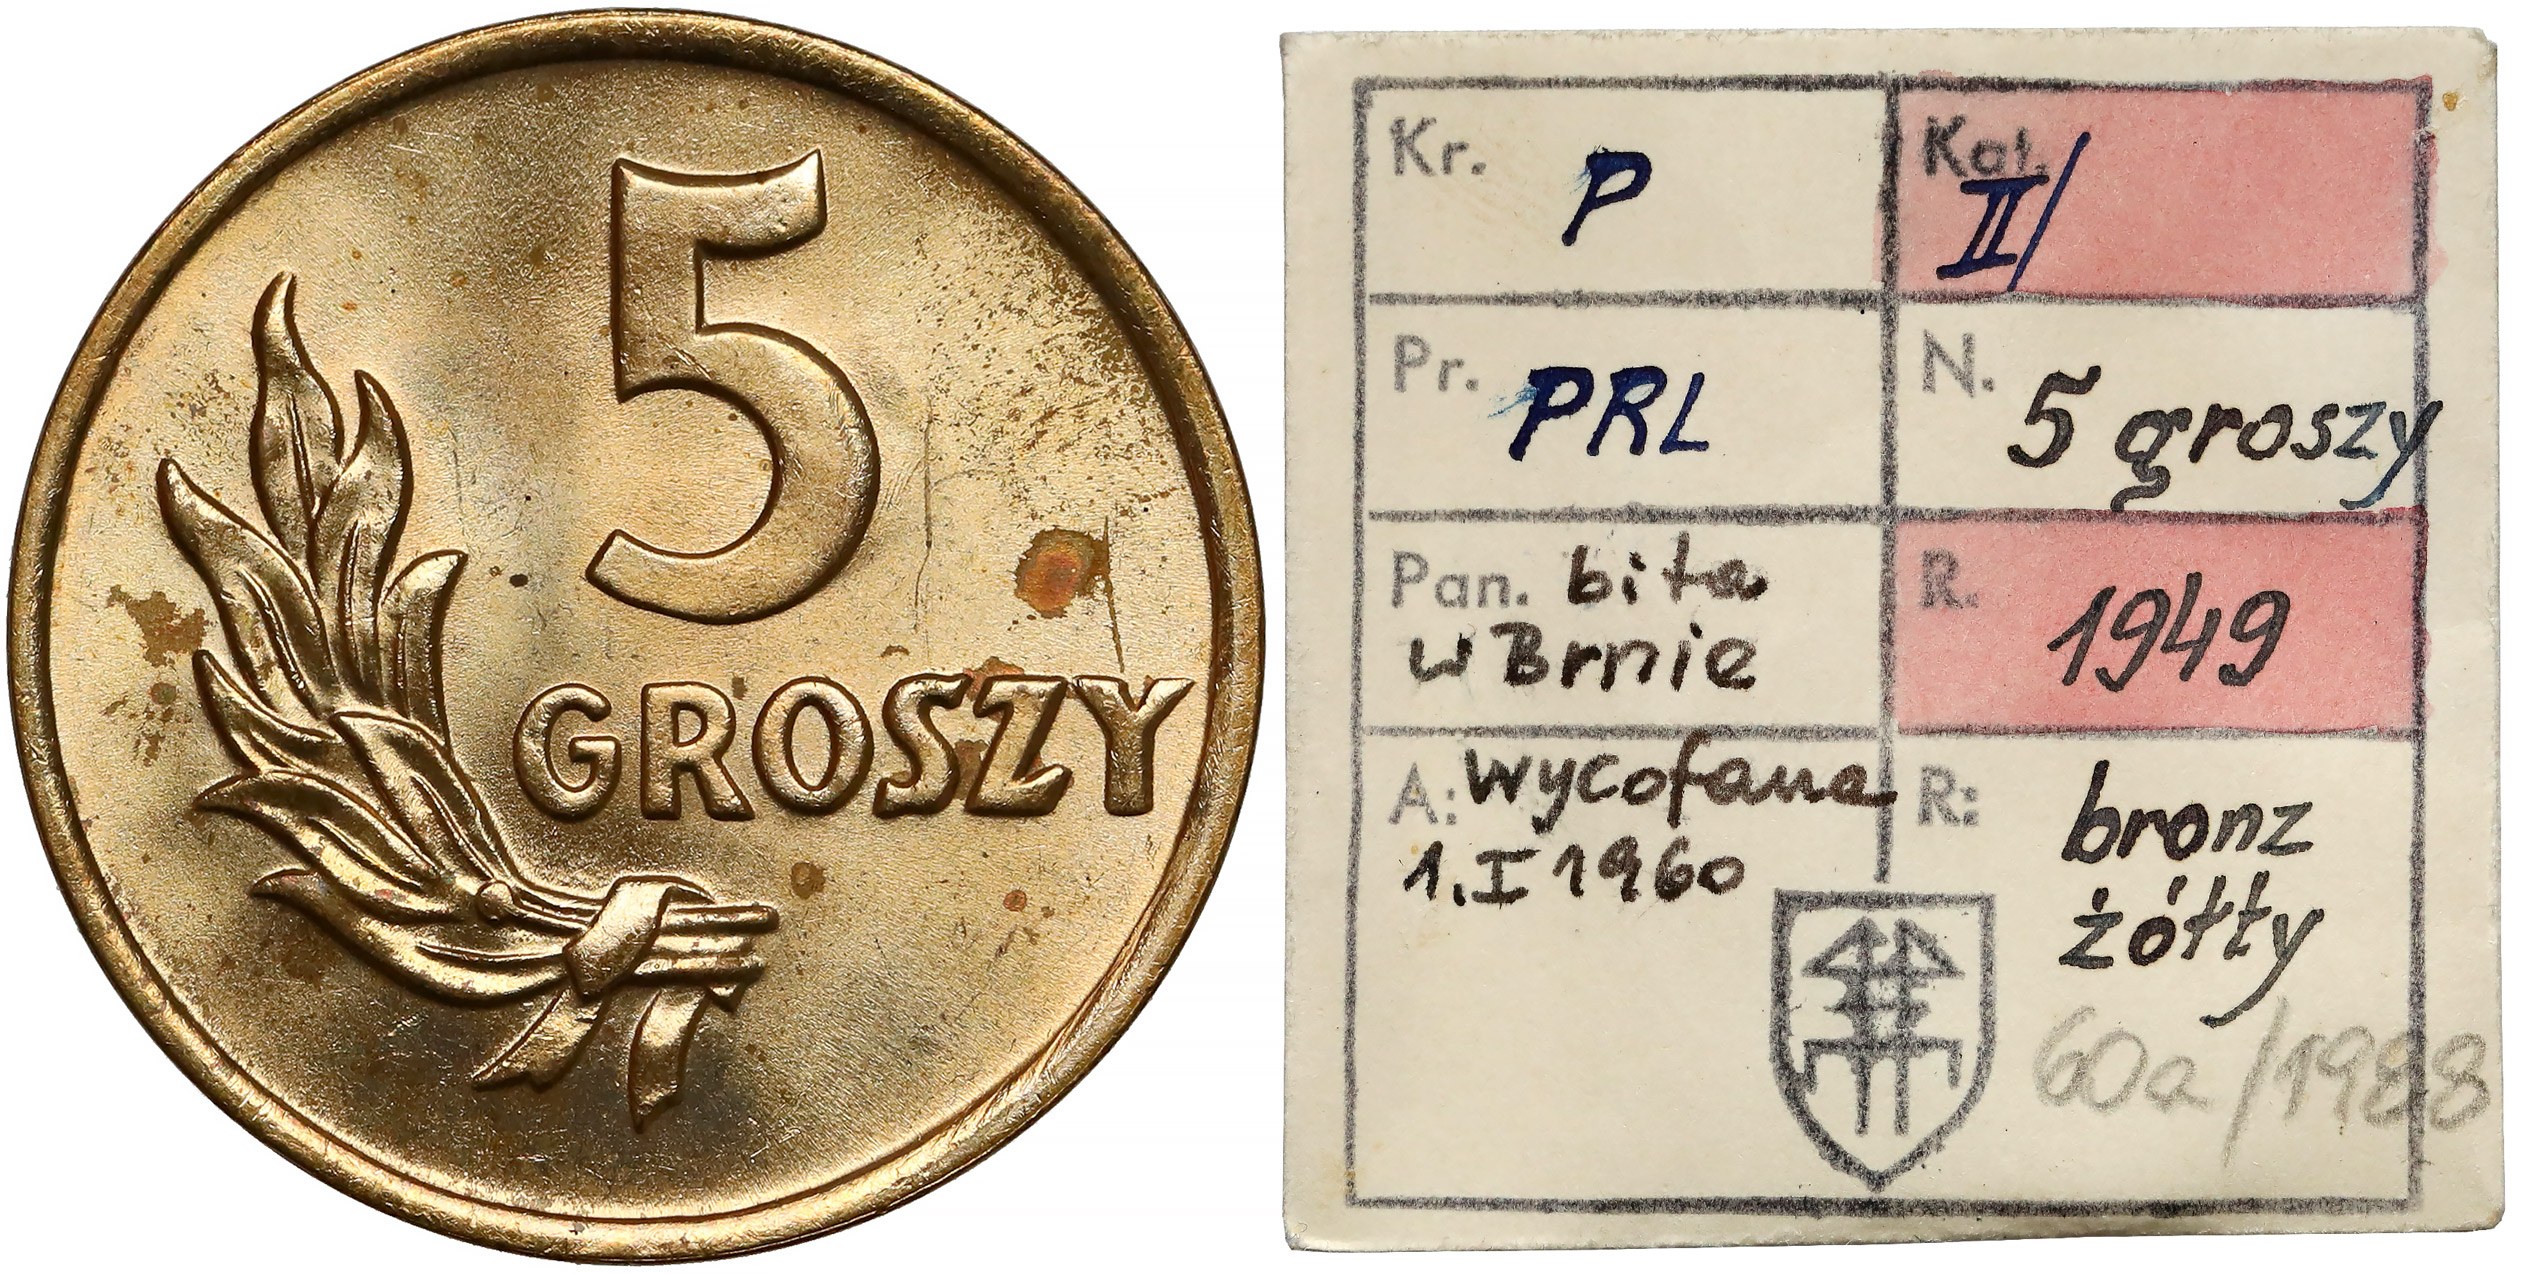 5
GROSZY
Kr. P
Kat. II/
Pr. PRL
N. 5 groszy
Pan. bita
w Brnie
R. 1949
A: wycofana
1. I 1960
R: bronz
żółty
60a/1988